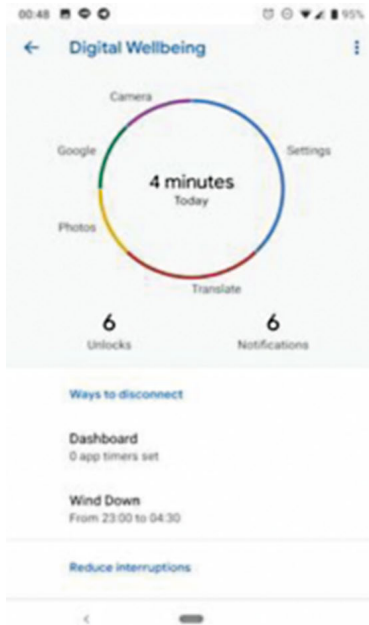 00:48 95%
Digital Wellbeing
Camera
Google
Settings
4 minutes
Today
Photos
Translate
6 6
Unlocks Notifications
Ways to disconnect
Dashboard
0 app timers set
Wind Down
From 23:00 to 04:30
Reduce interruptions